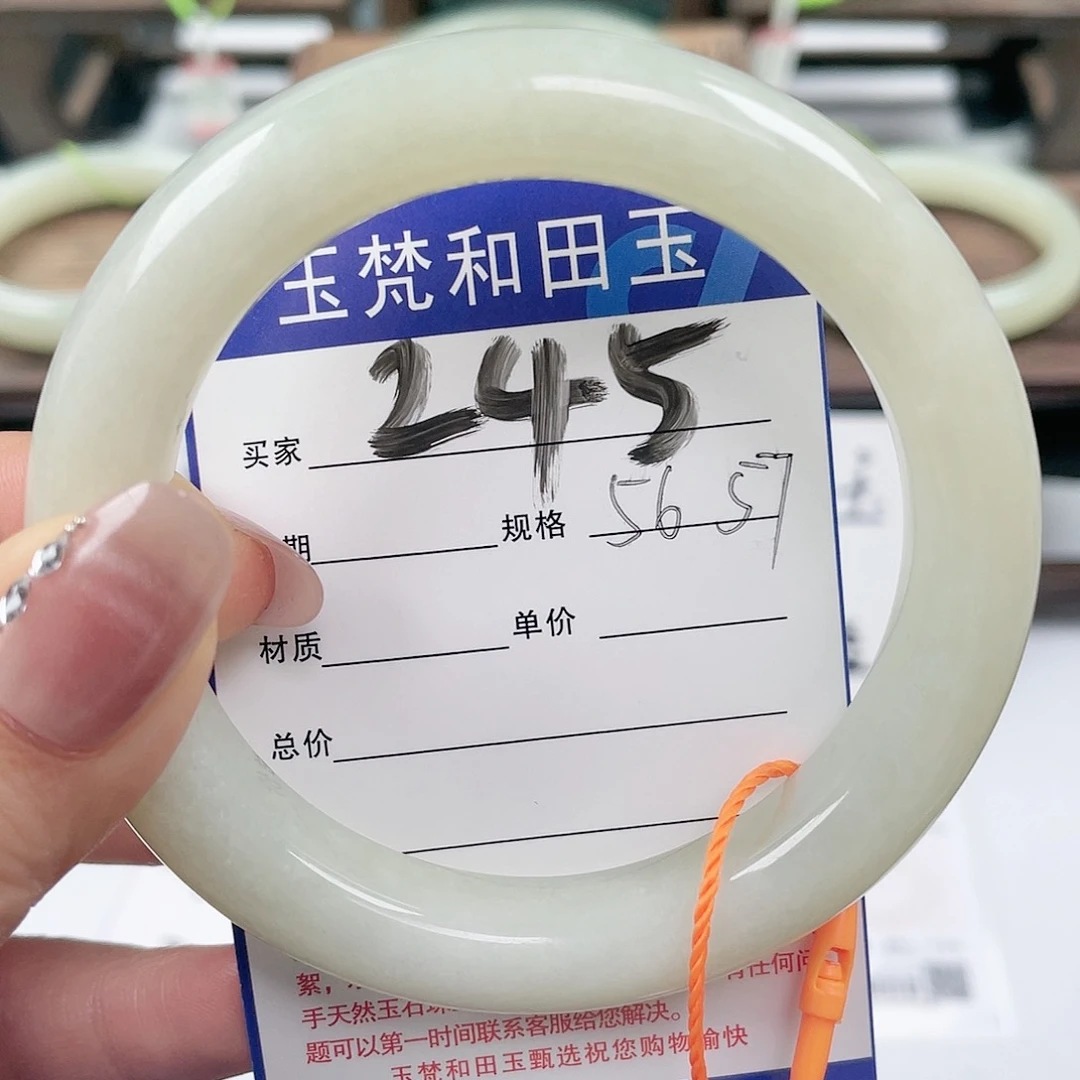 玉梵和田玉
买家 245
期 规格 56 57
材质 单价
总价
絮，
手天然玉石
题可以第一时间联系客服给您解决。
玉梵和田玉甄选祝您购物愉快